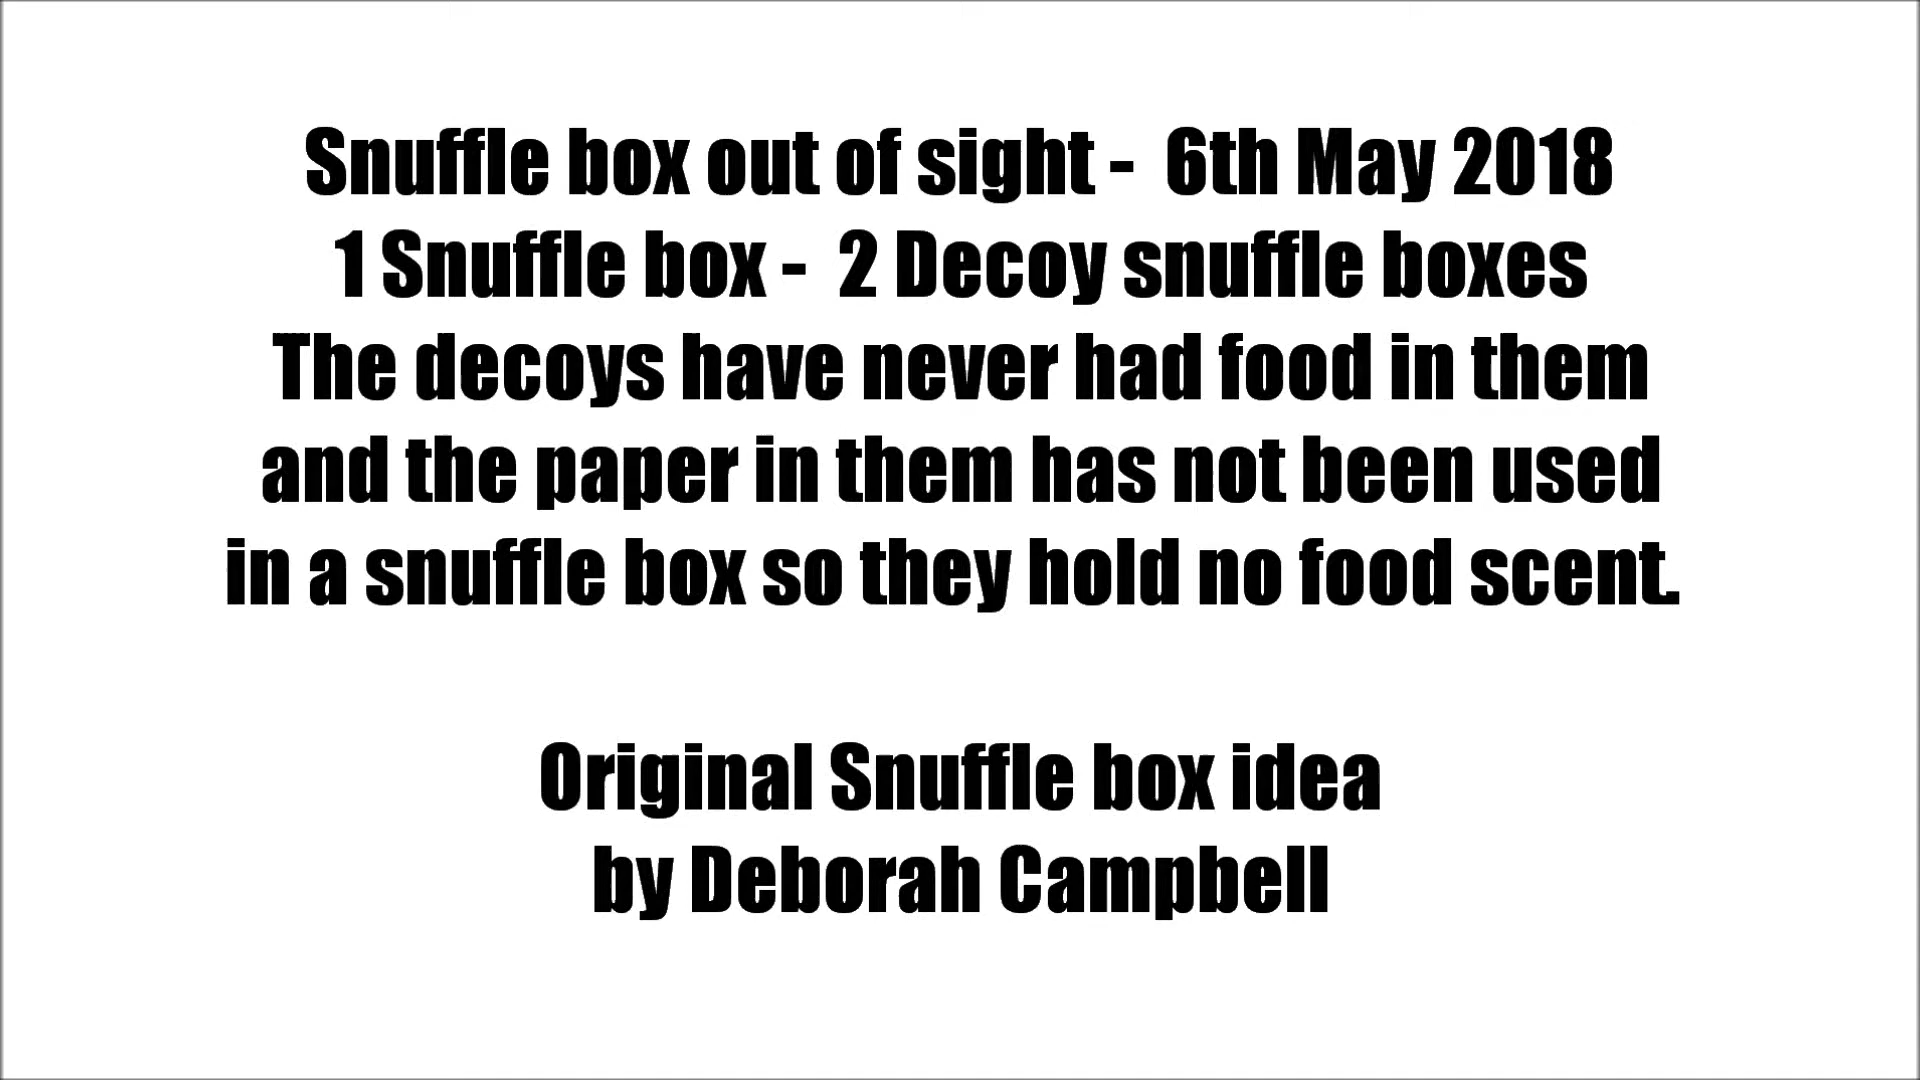 Snuffle box out of sight -  6th May 2018
1 Snuffle box -  2 Decoy snuffle boxes
The decoys have never had food in them
and the paper in them has not been used
in a snuffle box so they hold no food scent.
Original Snuffle box idea
by Deborah Campbell